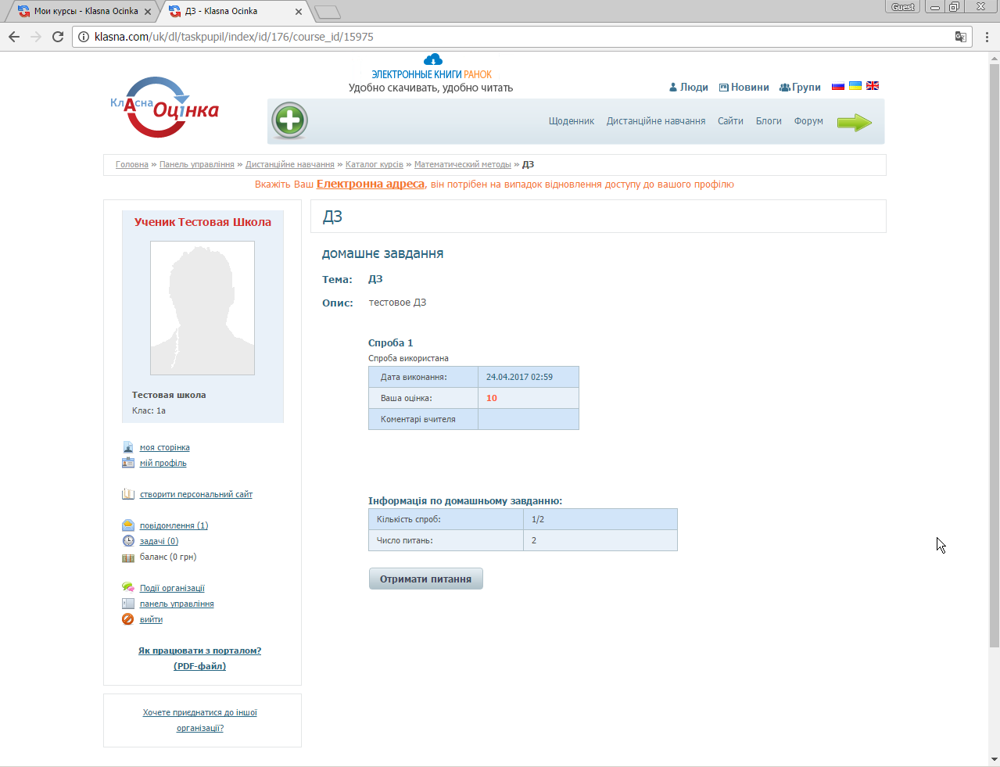 Мои курсы - Klasna Ocinka
ДЗ - Klasna Ocinka
Guest
klasna.com/uk/dl/taskpupil/index/id/176/course_id/15975
КлАсна Оцінка
ЭЛЕКТРОННЫЕ КНИГИ РАНОК
Удобно скачивать, удобно читать
Люди Новини Групи
Щоденник Дистанційне навчання Сайти Блоги Форум
Головна » Панель управління » Дистанційне навчання » Каталог курсів » Математический методы » ДЗ
Вкажіть Ваш Електронна адреса, він потрібен на випадок відновлення доступу до вашого профілю
Ученик Тестовая Школа
Тестовая школа
Клас: 1а
моя сторінка
мій профіль
створити персональний сайт
повідомлення (1)
задачі (0)
баланс (0 грн)
Події організації
панель управління
вийти
Як працювати з порталом?
(PDF-файл)
Хочете приєднатися до іншої
організації?
ДЗ
домашнє завдання
Тема: ДЗ
Опис: тестовое ДЗ
Спроба 1
Спроба використана
Дата виконання: 24.04.2017 02:59
Ваша оцінка: 10
Коментарі вчителя
Інформація по домашньому завданню:
Кількість спроб: 1/2
Число питань: 2
Отримати питання